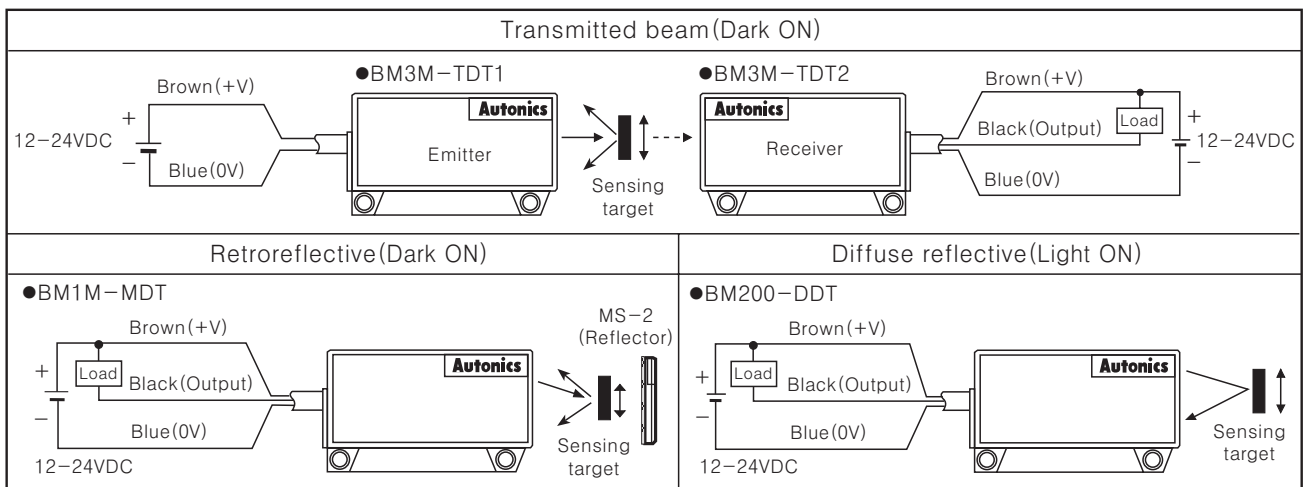 Transmitted beam(Dark ON)
●BM3M−TDT1
●BM3M−TDT2
Brown(+V)
Brown(+V)
+
12−24VDC
−
Blue(0V)
Autonics
Emitter
Sensing
target
Autonics
Receiver
Black(Output)
Load
+
12−24VDC
−
Blue(0V)
Retroreflective(Dark ON)
●BM1M−MDT
Brown(+V)
+
Load
Black(Output)
−
Blue(0V)
12−24VDC
Autonics
MS−2
(Reflector)
Sensing
target
Diffuse reflective(Light ON)
●BM200−DDT
Brown(+V)
+
Load
Black(Output)
−
Blue(0V)
12−24VDC
Autonics
Sensing
target